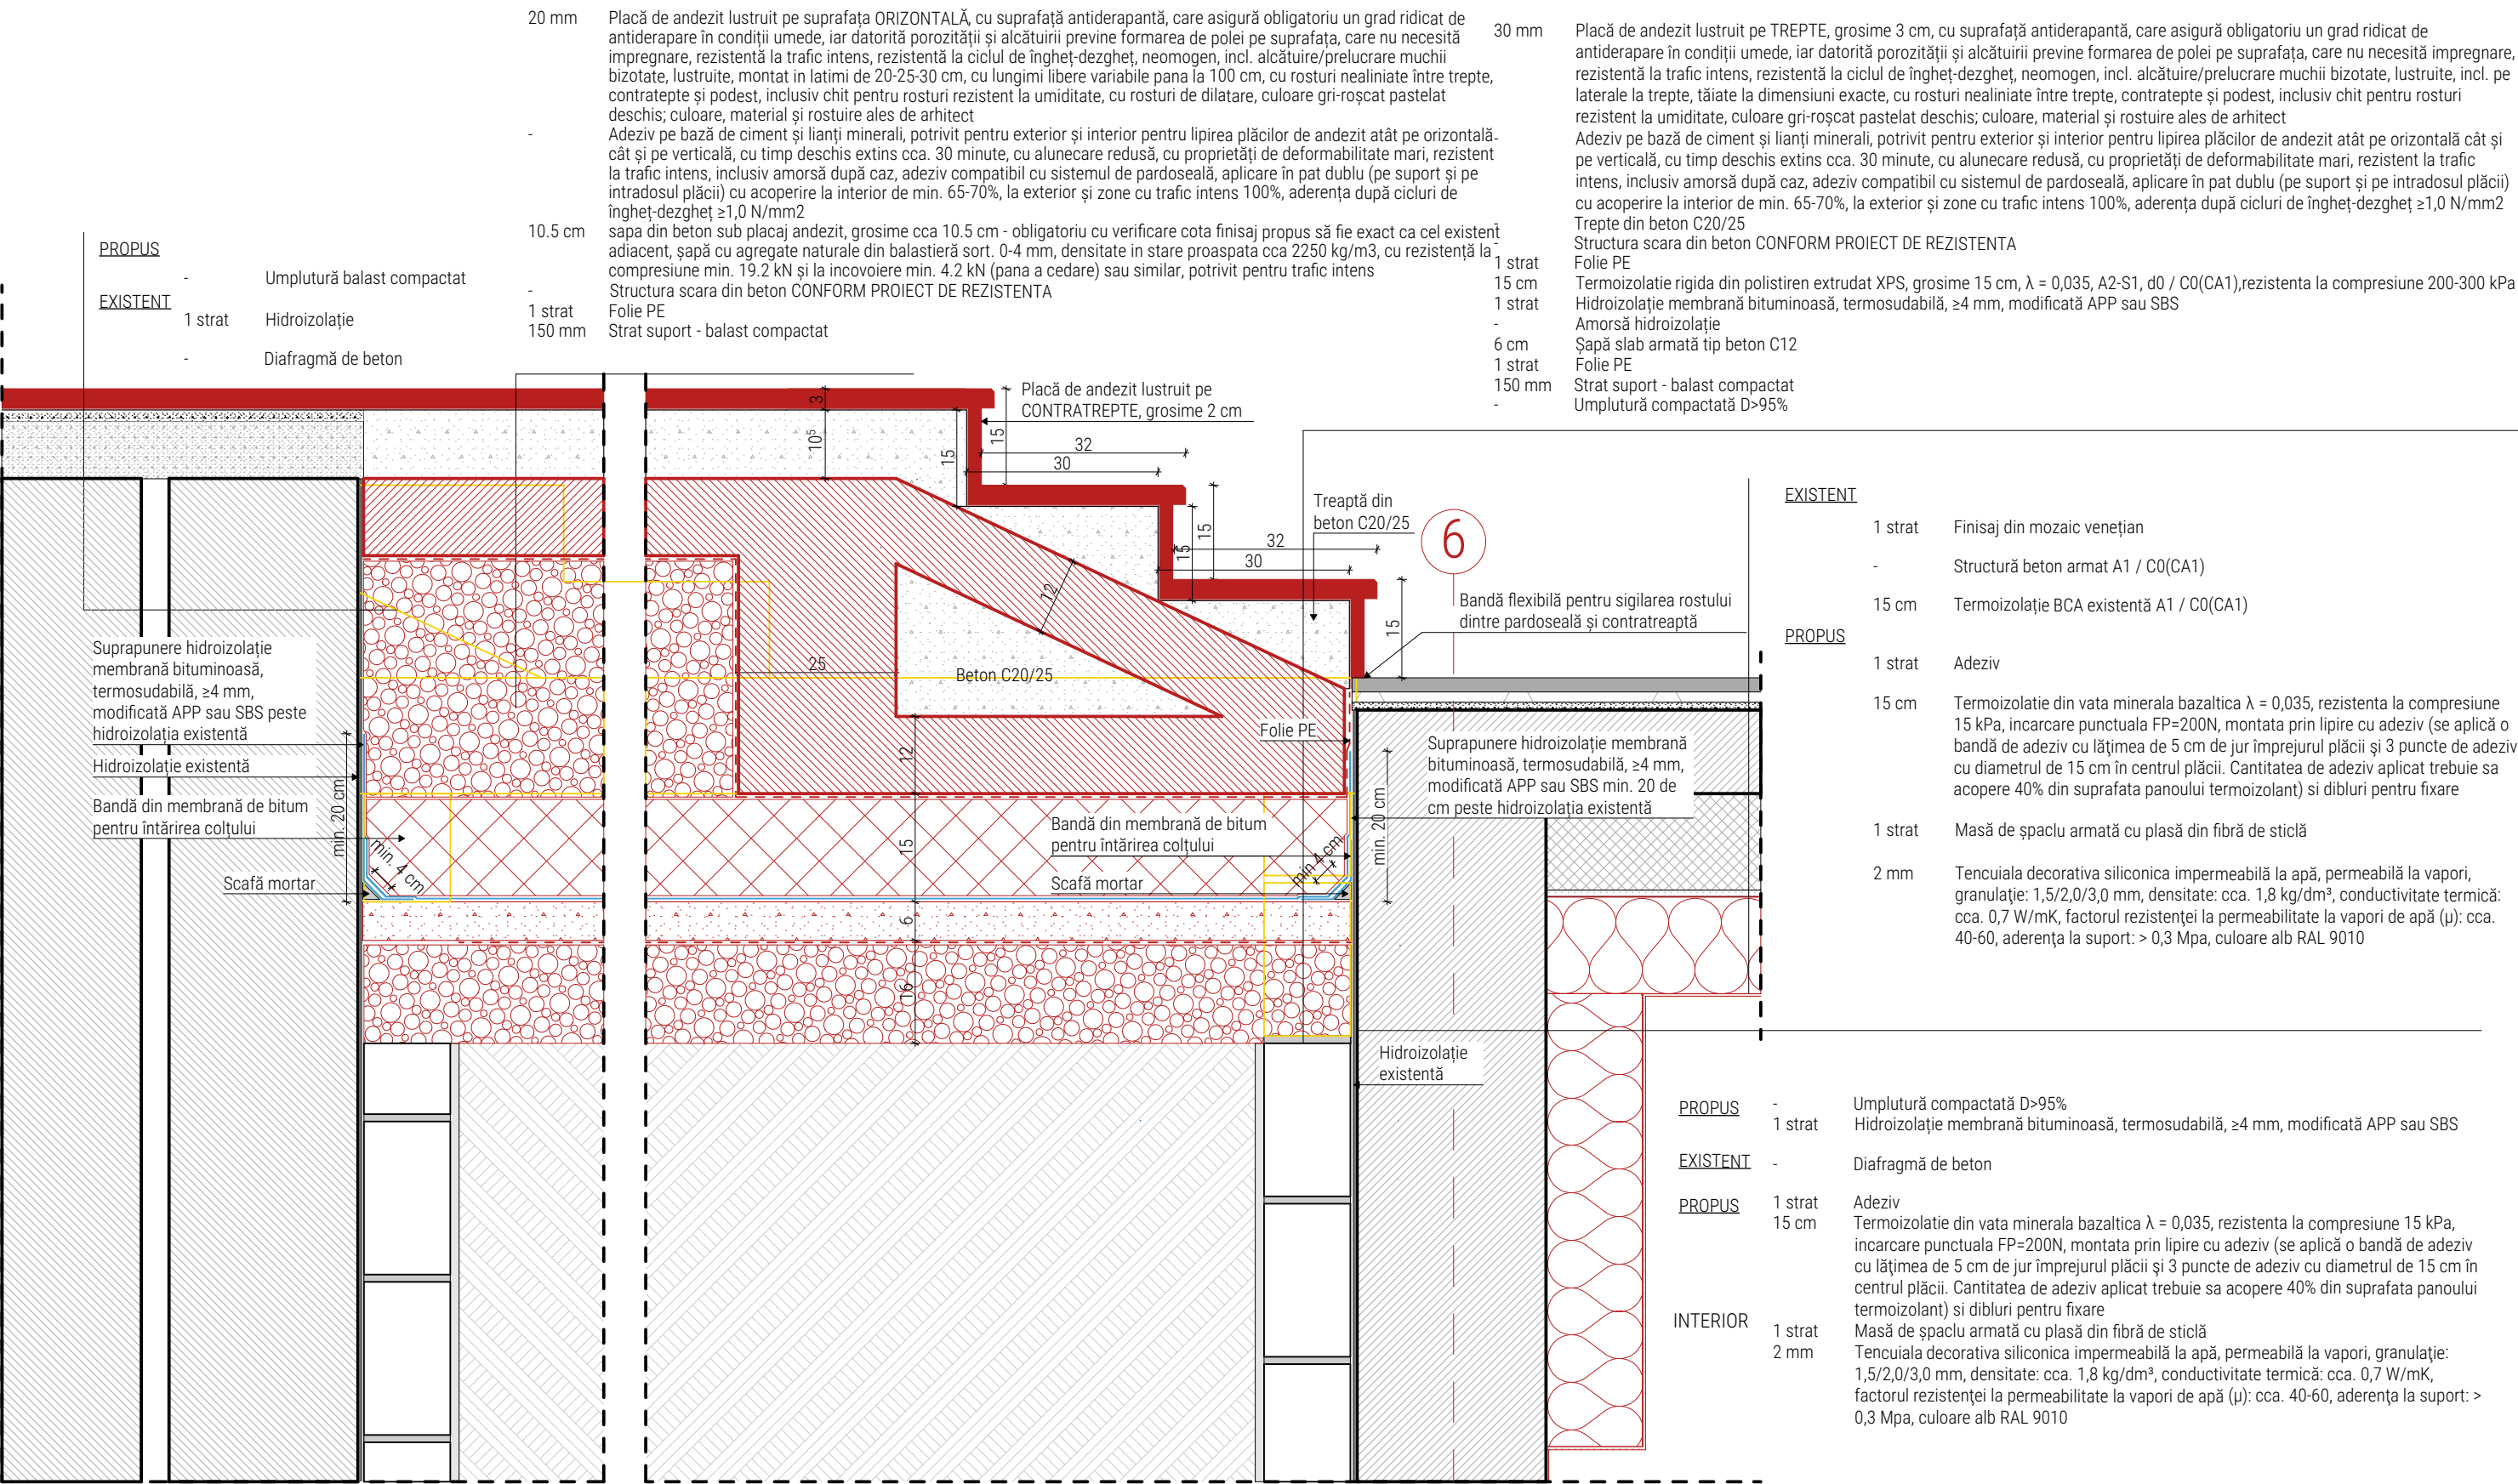 20 mm Placă de andezit lustruit pe suprafața ORIZONTALĂ, cu suprafață antiderapantă, care asigură obligatoriu un grad ridicat de
antiderapare în condiții umede, iar datorită porozității și alcătuirii previne formarea de polei pe suprafața, care nu necesită
impregnare, rezistentă la trafic intens, rezistentă la ciclul de îngheț-dezgheț, neomogen, incl. alcătuire/prelucrare muchii
bizotate, lustruite, montat in latimi de 20-25-30 cm, cu lungimi libere variabile pana la 100 cm, cu rosturi nealiniate între trepte,
contratepte și podest, inclusiv chit pentru rosturi rezistent la umiditate, cu rosturi de dilatare, culoare gri-roșcat pastelat
deschis; culoare, material și rostuire ales de arhitect
- Adeziv pe bază de ciment și lianți minerali, potrivit pentru exterior și interior pentru lipirea plăcilor de andezit atât pe orizontală
cât și pe verticală, cu timp deschis extins cca. 30 minute, cu alunecare redusă, cu proprietăți de deformabilitate mari, rezistent
la trafic intens, inclusiv amorsă după caz, adeziv compatibil cu sistemul de pardoseală, aplicare în pat dublu (pe suport și pe
intradosul plăcii) cu acoperire la interior de min. 65-70%, la exterior și zone cu trafic intens 100%, aderența după cicluri de
îngheț-dezgheț ≥1,0 N/mm2
10.5 cm sapa din beton sub placaj andezit, grosime cca 10.5 cm - obligatoriu cu verificare cota finisaj propus să fie exact ca cel existent
adiacent, șapă cu agregate naturale din balastieră sort. 0-4 mm, densitate in stare proaspata cca 2250 kg/m3, cu rezistență la
compresiune min. 19.2 kN și la incovoiere min. 4.2 kN (pana a cedare) sau similar, potrivit pentru trafic intens
- Structura scara din beton CONFORM PROIECT DE REZISTENTA
1 strat Folie PE
150 mm Strat suport - balast compactat
30 mm Placă de andezit lustruit pe TREPTE, grosime 3 cm, cu suprafață antiderapantă, care asigură obligatoriu un grad ridicat de
antiderapare în condiții umede, iar datorită porozității și alcătuirii previne formarea de polei pe suprafața, care nu necesită impregnare,
rezistentă la trafic intens, rezistentă la ciclul de îngheț-dezgheț, neomogen, incl. alcătuire/prelucrare muchii bizotate, lustruite, incl. pe
laterale la trepte, tăiate la dimensiuni exacte, cu rosturi nealiniate între trepte, contratepte și podest, inclusiv chit pentru rosturi
rezistent la umiditate, culoare gri-roșcat pastelat deschis; culoare, material și rostuire ales de arhitect
- Adeziv pe bază de ciment și lianți minerali, potrivit pentru exterior și interior pentru lipirea plăcilor de andezit atât pe orizontală cât și
pe verticală, cu timp deschis extins cca. 30 minute, cu alunecare redusă, cu proprietăți de deformabilitate mari, rezistent la trafic
intens, inclusiv amorsă după caz, adeziv compatibil cu sistemul de pardoseală, aplicare în pat dublu (pe suport și pe intradosul plăcii)
cu acoperire la interior de min. 65-70%, la exterior și zone cu trafic intens 100%, aderența după cicluri de îngheț-dezgheț ≥1,0 N/mm2
- Trepte din beton C20/25
- Structura scara din beton CONFORM PROIECT DE REZISTENTA
1 strat Folie PE
15 cm Termoizolatie rigida din polistiren extrudat XPS, grosime 15 cm, λ = 0,035, A2-S1, d0 / C0(CA1),rezistenta la compresiune 200-300 kPa
1 strat Hidroizolație membrană bituminoasă, termosudabilă, ≥4 mm, modificată APP sau SBS
- Amorsă hidroizolație
6 cm Șapă slab armată tip beton C12
1 strat Folie PE
150 mm Strat suport - balast compactat
- Umplutură compactată D>95%
PROPUS
- Umplutură balast compactat
EXISTENT
1 strat Hidroizolație
- Diafragmă de beton
Placă de andezit lustruit pe
CONTRATREPTE, grosime 2 cm
3
10⁵
15
15
32
30
Treaptă din
beton C20/25
6
15
15
32
30
12
Bandă flexibilă pentru sigilarea rostului
dintre pardoseală și contratreaptă
15
25
Beton C20/25
Folie PE
12
Suprapunere hidroizolație
membrană bituminoasă,
termosudabilă, ≥4 mm,
modificată APP sau SBS peste
hidroizolația existentă
Hidroizolație existentă
Bandă din membrană de bitum
pentru întărirea colțului
min. 20 cm
min. 4 cm
Scafă mortar
Suprapunere hidroizolație membrană
bituminoasă, termosudabilă, ≥4 mm,
modificată APP sau SBS min. 20 de
cm peste hidroizolația existentă
Bandă din membrană de bitum
pentru întărirea colțului
15
min. 20 cm
min 4 cm
Scafă mortar
6
16
Hidroizolație
existentă
EXISTENT
1 strat Finisaj din mozaic venețian
- Structură beton armat A1 / C0(CA1)
15 cm Termoizolație BCA existentă A1 / C0(CA1)
PROPUS
1 strat Adeziv
15 cm Termoizolatie din vata minerala bazaltica λ = 0,035, rezistenta la compresiune
15 kPa, incarcare punctuala FP=200N, montata prin lipire cu adeziv (se aplică o
bandă de adeziv cu lăţimea de 5 cm de jur împrejurul plăcii şi 3 puncte de adeziv
cu diametrul de 15 cm în centrul plăcii. Cantitatea de adeziv aplicat trebuie sa
acopere 40% din suprafata panoului termoizolant) si dibluri pentru fixare
1 strat Masă de șpaclu armată cu plasă din fibră de sticlă
2 mm Tencuiala decorativa siliconica impermeabilă la apă, permeabilă la vapori,
granulaţie: 1,5/2,0/3,0 mm, densitate: cca. 1,8 kg/dm³, conductivitate termică:
cca. 0,7 W/mK, factorul rezistenţei la permeabilitate la vapori de apă (μ): cca.
40-60, aderenţa la suport: > 0,3 Mpa, culoare alb RAL 9010
PROPUS - Umplutură compactată D>95%
1 strat Hidroizolație membrană bituminoasă, termosudabilă, ≥4 mm, modificată APP sau SBS
EXISTENT - Diafragmă de beton
PROPUS 1 strat Adeziv
15 cm Termoizolatie din vata minerala bazaltica λ = 0,035, rezistenta la compresiune 15 kPa,
incarcare punctuala FP=200N, montata prin lipire cu adeziv (se aplică o bandă de adeziv
cu lăţimea de 5 cm de jur împrejurul plăcii şi 3 puncte de adeziv cu diametrul de 15 cm în
centrul plăcii. Cantitatea de adeziv aplicat trebuie sa acopere 40% din suprafata panoului
termoizolant) si dibluri pentru fixare
INTERIOR
1 strat Masă de șpaclu armată cu plasă din fibră de sticlă
2 mm Tencuiala decorativa siliconica impermeabilă la apă, permeabilă la vapori, granulaţie:
1,5/2,0/3,0 mm, densitate: cca. 1,8 kg/dm³, conductivitate termică: cca. 0,7 W/mK,
factorul rezistenţei la permeabilitate la vapori de apă (μ): cca. 40-60, aderenţa la suport: >
0,3 Mpa, culoare alb RAL 9010